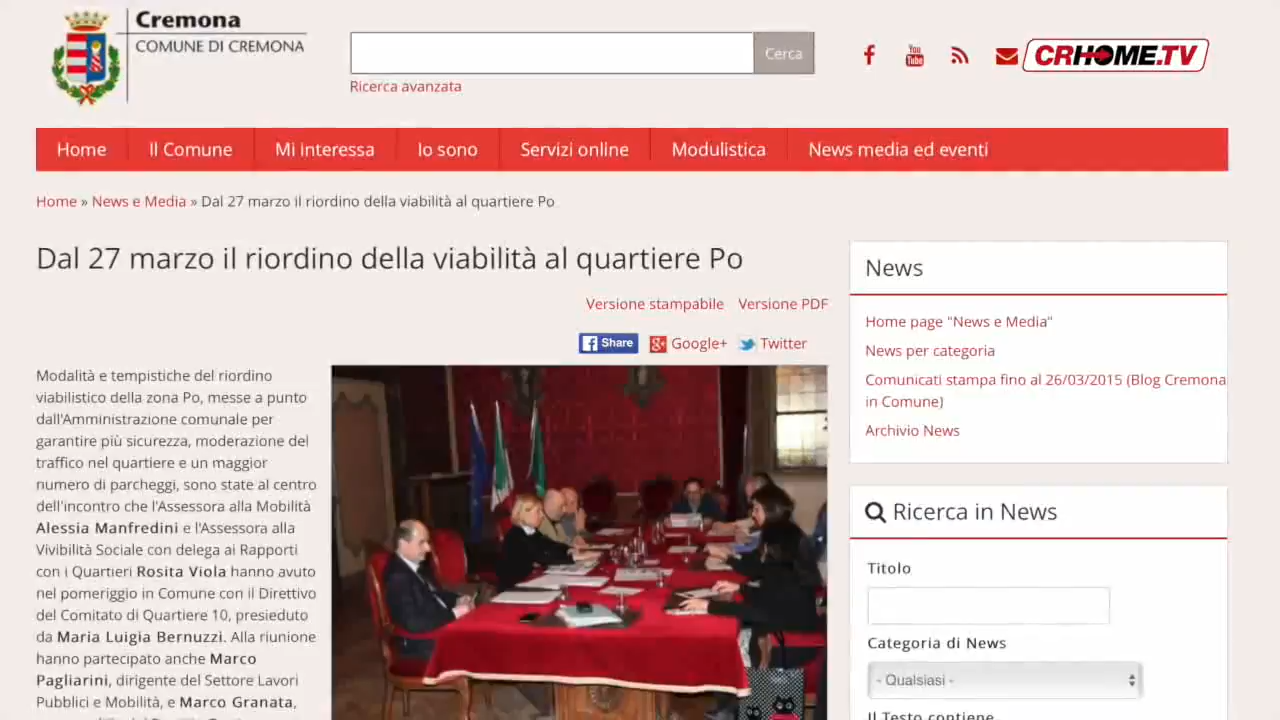 Cremona
COMUNE DI CREMONA
Cerca
Ricerca avanzata
You
Tube
CRHOME.TV
Home
Il Comune
Mi interessa
Io sono
Servizi online
Modulistica
News media ed eventi
Home » News e Media » Dal 27 marzo il riordino della viabilità al quartiere Po
Dal 27 marzo il riordino della viabilità al quartiere Po
Versione stampabile Versione PDF
Share Google+ Twitter
Modalità e tempistiche del riordino
viabilistico della zona Po, messe a punto
dall'Amministrazione comunale per
garantire più sicurezza, moderazione del
traffico nel quartiere e un maggior
numero di parcheggi, sono state al centro
dell'incontro che l'Assessora alla Mobilità
Alessia Manfredini e l'Assessora alla
Vivibilità Sociale con delega ai Rapporti
con i Quartieri Rosita Viola hanno avuto
nel pomeriggio in Comune con il Direttivo
del Comitato di Quartiere 10, presieduto
da Maria Luigia Bernuzzi. Alla riunione
hanno partecipato anche Marco
Pagliarini, dirigente del Settore Lavori
Pubblici e Mobilità, e Marco Granata,
News
Home page "News e Media"
News per categoria
Comunicati stampa fino al 26/03/2015 (Blog Cremona
in Comune)
Archivio News
Ricerca in News
Titolo
Categoria di News
- Qualsiasi -
Il Testo contiene